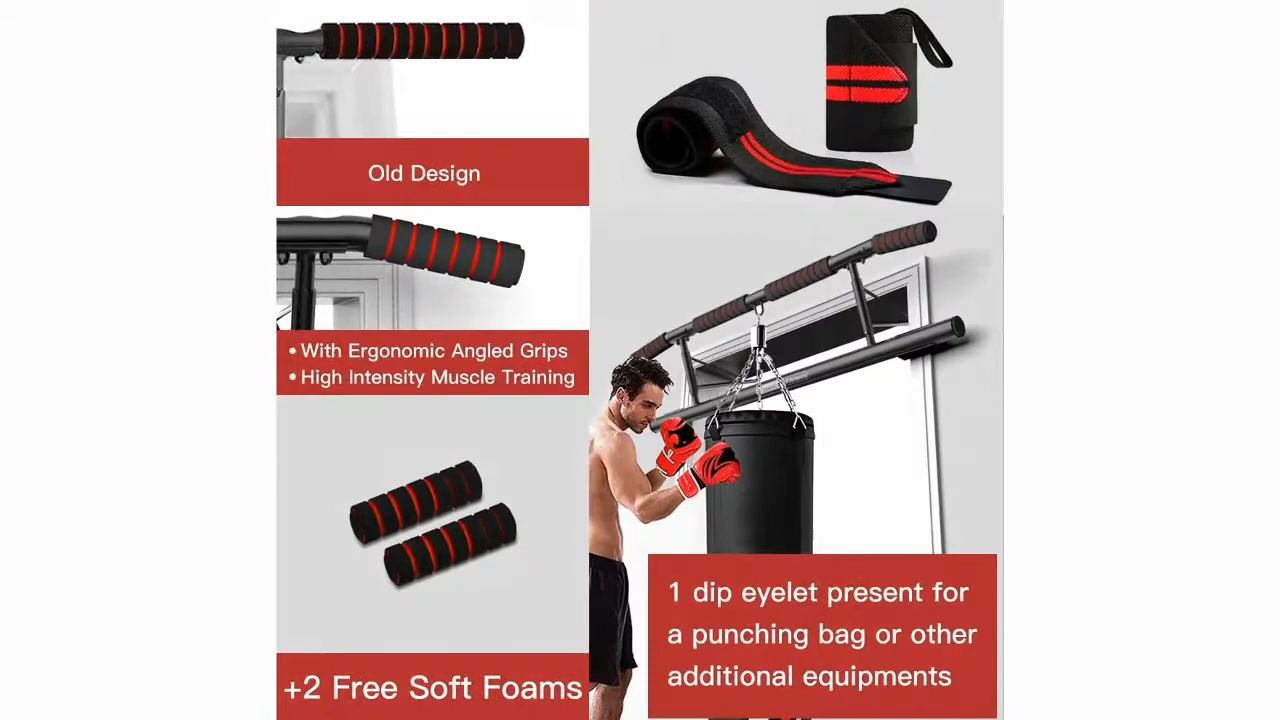 Old Design
•With Ergonomic Angled Grips
•High Intensity Muscle Training
+2 Free Soft Foams
1 dip eyelet present for
a punching bag or other
additional equipments